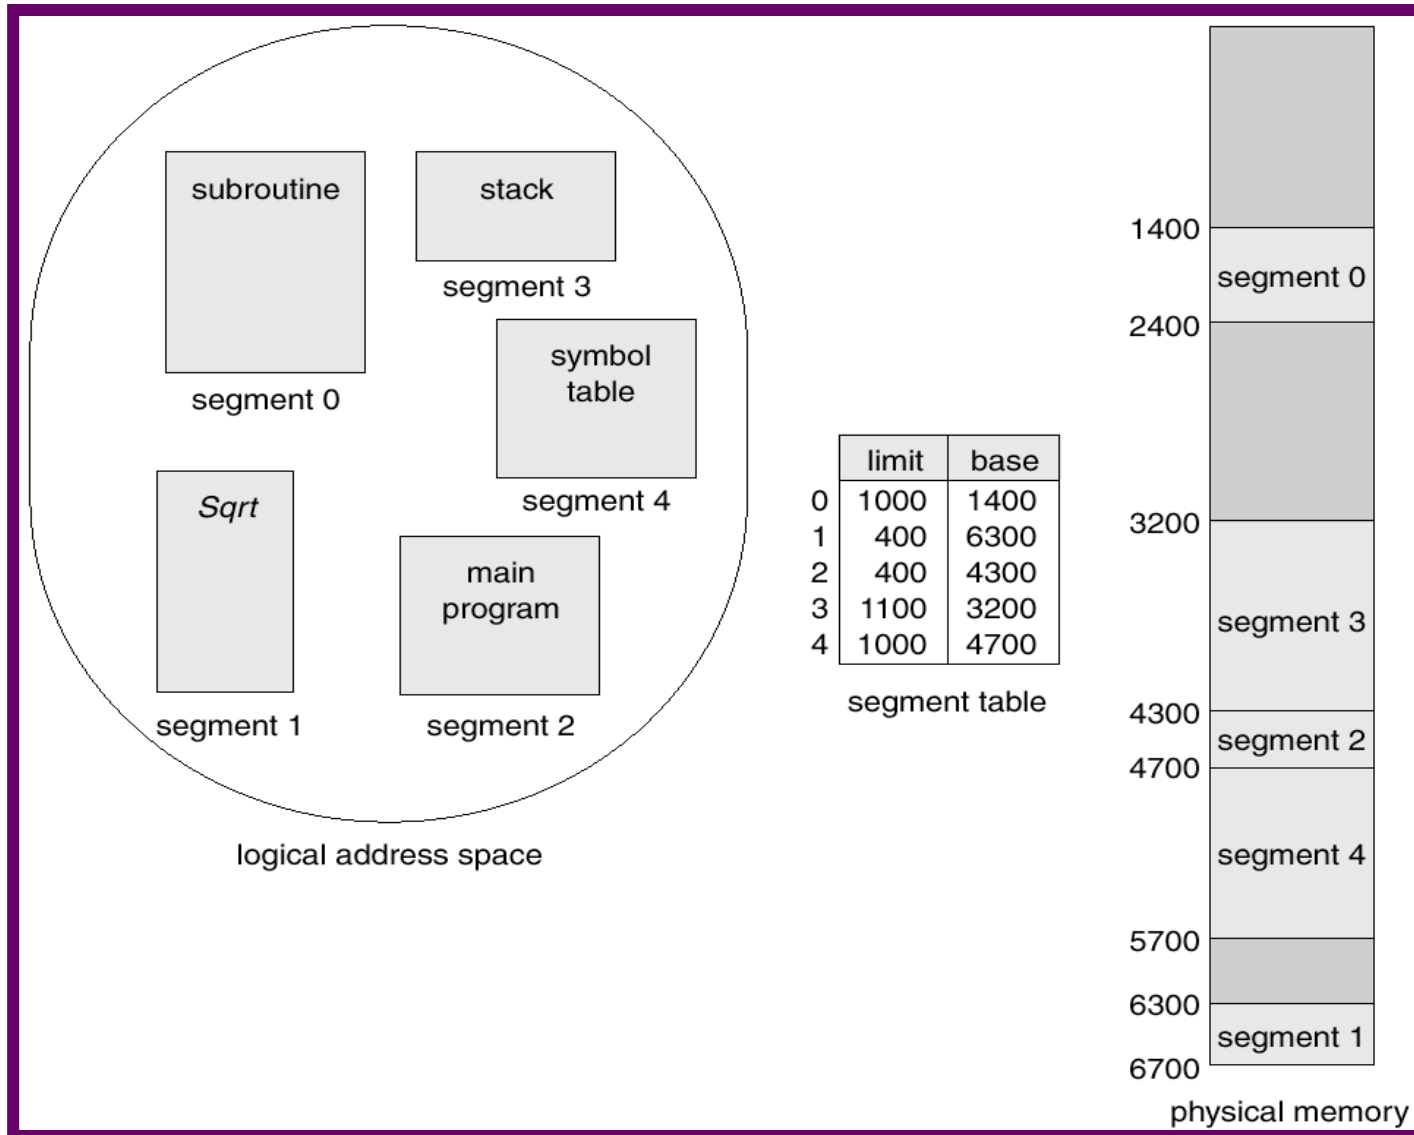 subroutine
segment 0
stack
segment 3
symbol
table
segment 4
Sqrt
segment 1
main
program
segment 2
logical address space
limit base
0 1000 1400
1 400 6300
2 400 4300
3 1100 3200
4 1000 4700
segment table
1400
segment 0
2400
3200
segment 3
4300
segment 2
4700
segment 4
5700
6300
segment 1
6700
physical memory